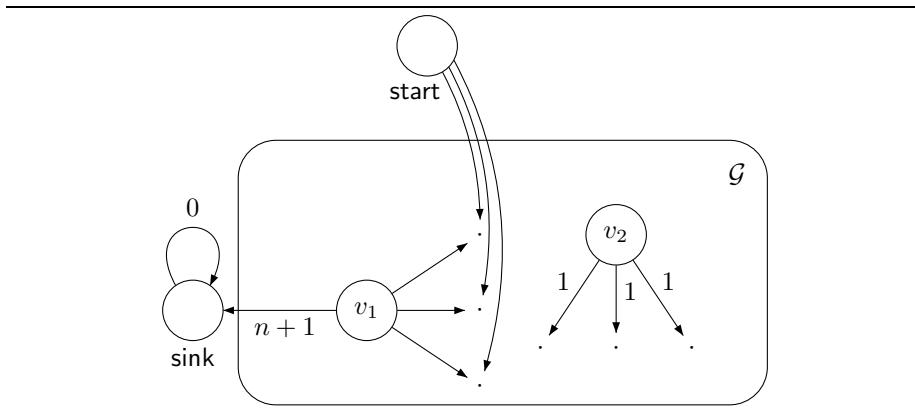 start
𝒢
0
v₂
1 1 1
v₁
n + 1
sink